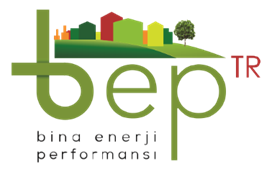 bep TR
bina enerji
performansı